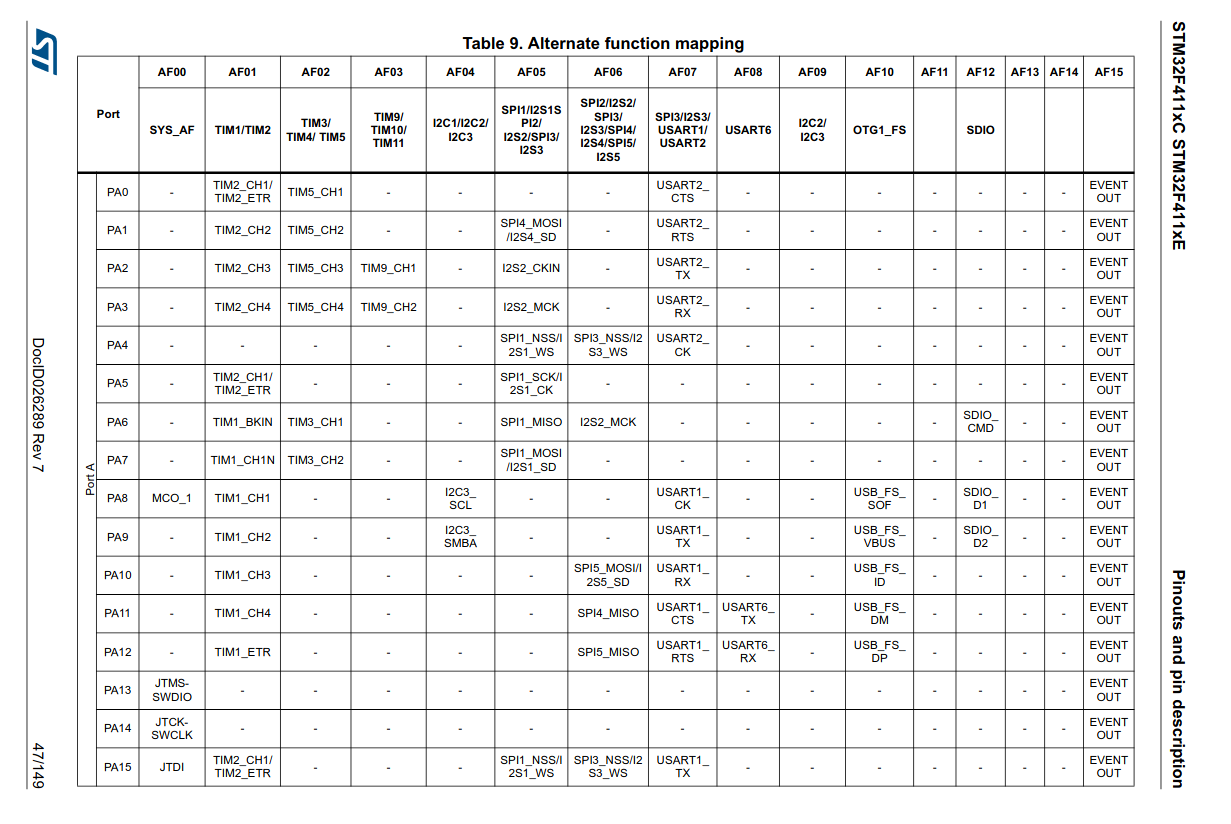 Table 9. Alternate function mapping
Port AF00 AF01 AF02 AF03 AF04 AF05 AF06 AF07 AF08 AF09 AF10 AF11 AF12 AF13 AF14 AF15
SYS_AF TIM1/TIM2 TIM3/ TIM4/ TIM5 TIM9/ TIM10/ TIM11 I2C1/I2C2/ I2C3 SPI1/I2S1S PI2/ I2S2/SPI3/ I2S3 SPI2/I2S2/ SPI3/ I2S3/SPI4/ I2S4/SPI5/ I2S5 SPI3/I2S3/ USART1/ USART2 USART6 I2C2/ I2C3 OTG1_FS SDIO
Port A
PA0 - TIM2_CH1/ TIM2_ETR TIM5_CH1 - - - - USART2_ CTS - - - - - - - EVENT OUT
PA1 - TIM2_CH2 TIM5_CH2 - - SPI4_MOSI /I2S4_SD - USART2_ RTS - - - - - - - EVENT OUT
PA2 - TIM2_CH3 TIM5_CH3 TIM9_CH1 - I2S2_CKIN - USART2_ TX - - - - - - - EVENT OUT
PA3 - TIM2_CH4 TIM5_CH4 TIM9_CH2 - I2S2_MCK - USART2_ RX - - - - - - - EVENT OUT
PA4 - - - - - SPI1_NSS/I 2S1_WS SPI3_NSS/I2 S3_WS USART2_ CK - - - - - - - EVENT OUT
PA5 - TIM2_CH1/ TIM2_ETR - - - SPI1_SCK/I 2S1_CK - - - - - - - - - EVENT OUT
PA6 - TIM1_BKIN TIM3_CH1 - - SPI1_MISO I2S2_MCK - - - - - SDIO_ CMD - - EVENT OUT
PA7 - TIM1_CH1N TIM3_CH2 - - SPI1_MOSI /I2S1_SD - - - - - - - - - EVENT OUT
PA8 MCO_1 TIM1_CH1 - - I2C3_ SCL - - USART1_ CK - - USB_FS_ SOF - SDIO_ D1 - - EVENT OUT
PA9 - TIM1_CH2 - - I2C3_ SMBA - - USART1_ TX - - USB_FS_ VBUS - SDIO_ D2 - - EVENT OUT
PA10 - TIM1_CH3 - - - - SPI5_MOSI/I 2S5_SD USART1_ RX - - USB_FS_ ID - - - - EVENT OUT
PA11 - TIM1_CH4 - - - - SPI4_MISO USART1_ CTS USART6_ TX - USB_FS_ DM - - - - EVENT OUT
PA12 - TIM1_ETR - - - - SPI5_MISO USART1_ RTS USART6_ RX - USB_FS_ DP - - - - EVENT OUT
PA13 JTMS- SWDIO - - - - - - - - - - - - - - EVENT OUT
PA14 JTCK- SWCLK - - - - - - - - - - - - - - EVENT OUT
PA15 JTDI TIM2_CH1/ TIM2_ETR - - - SPI1_NSS/I 2S1_WS SPI3_NSS/I2 S3_WS USART1_ TX - - - - - - - EVENT OUT
STM32F411xC STM32F411xE
Pinouts and pin description
ST
DocID026289 Rev 7
47/149